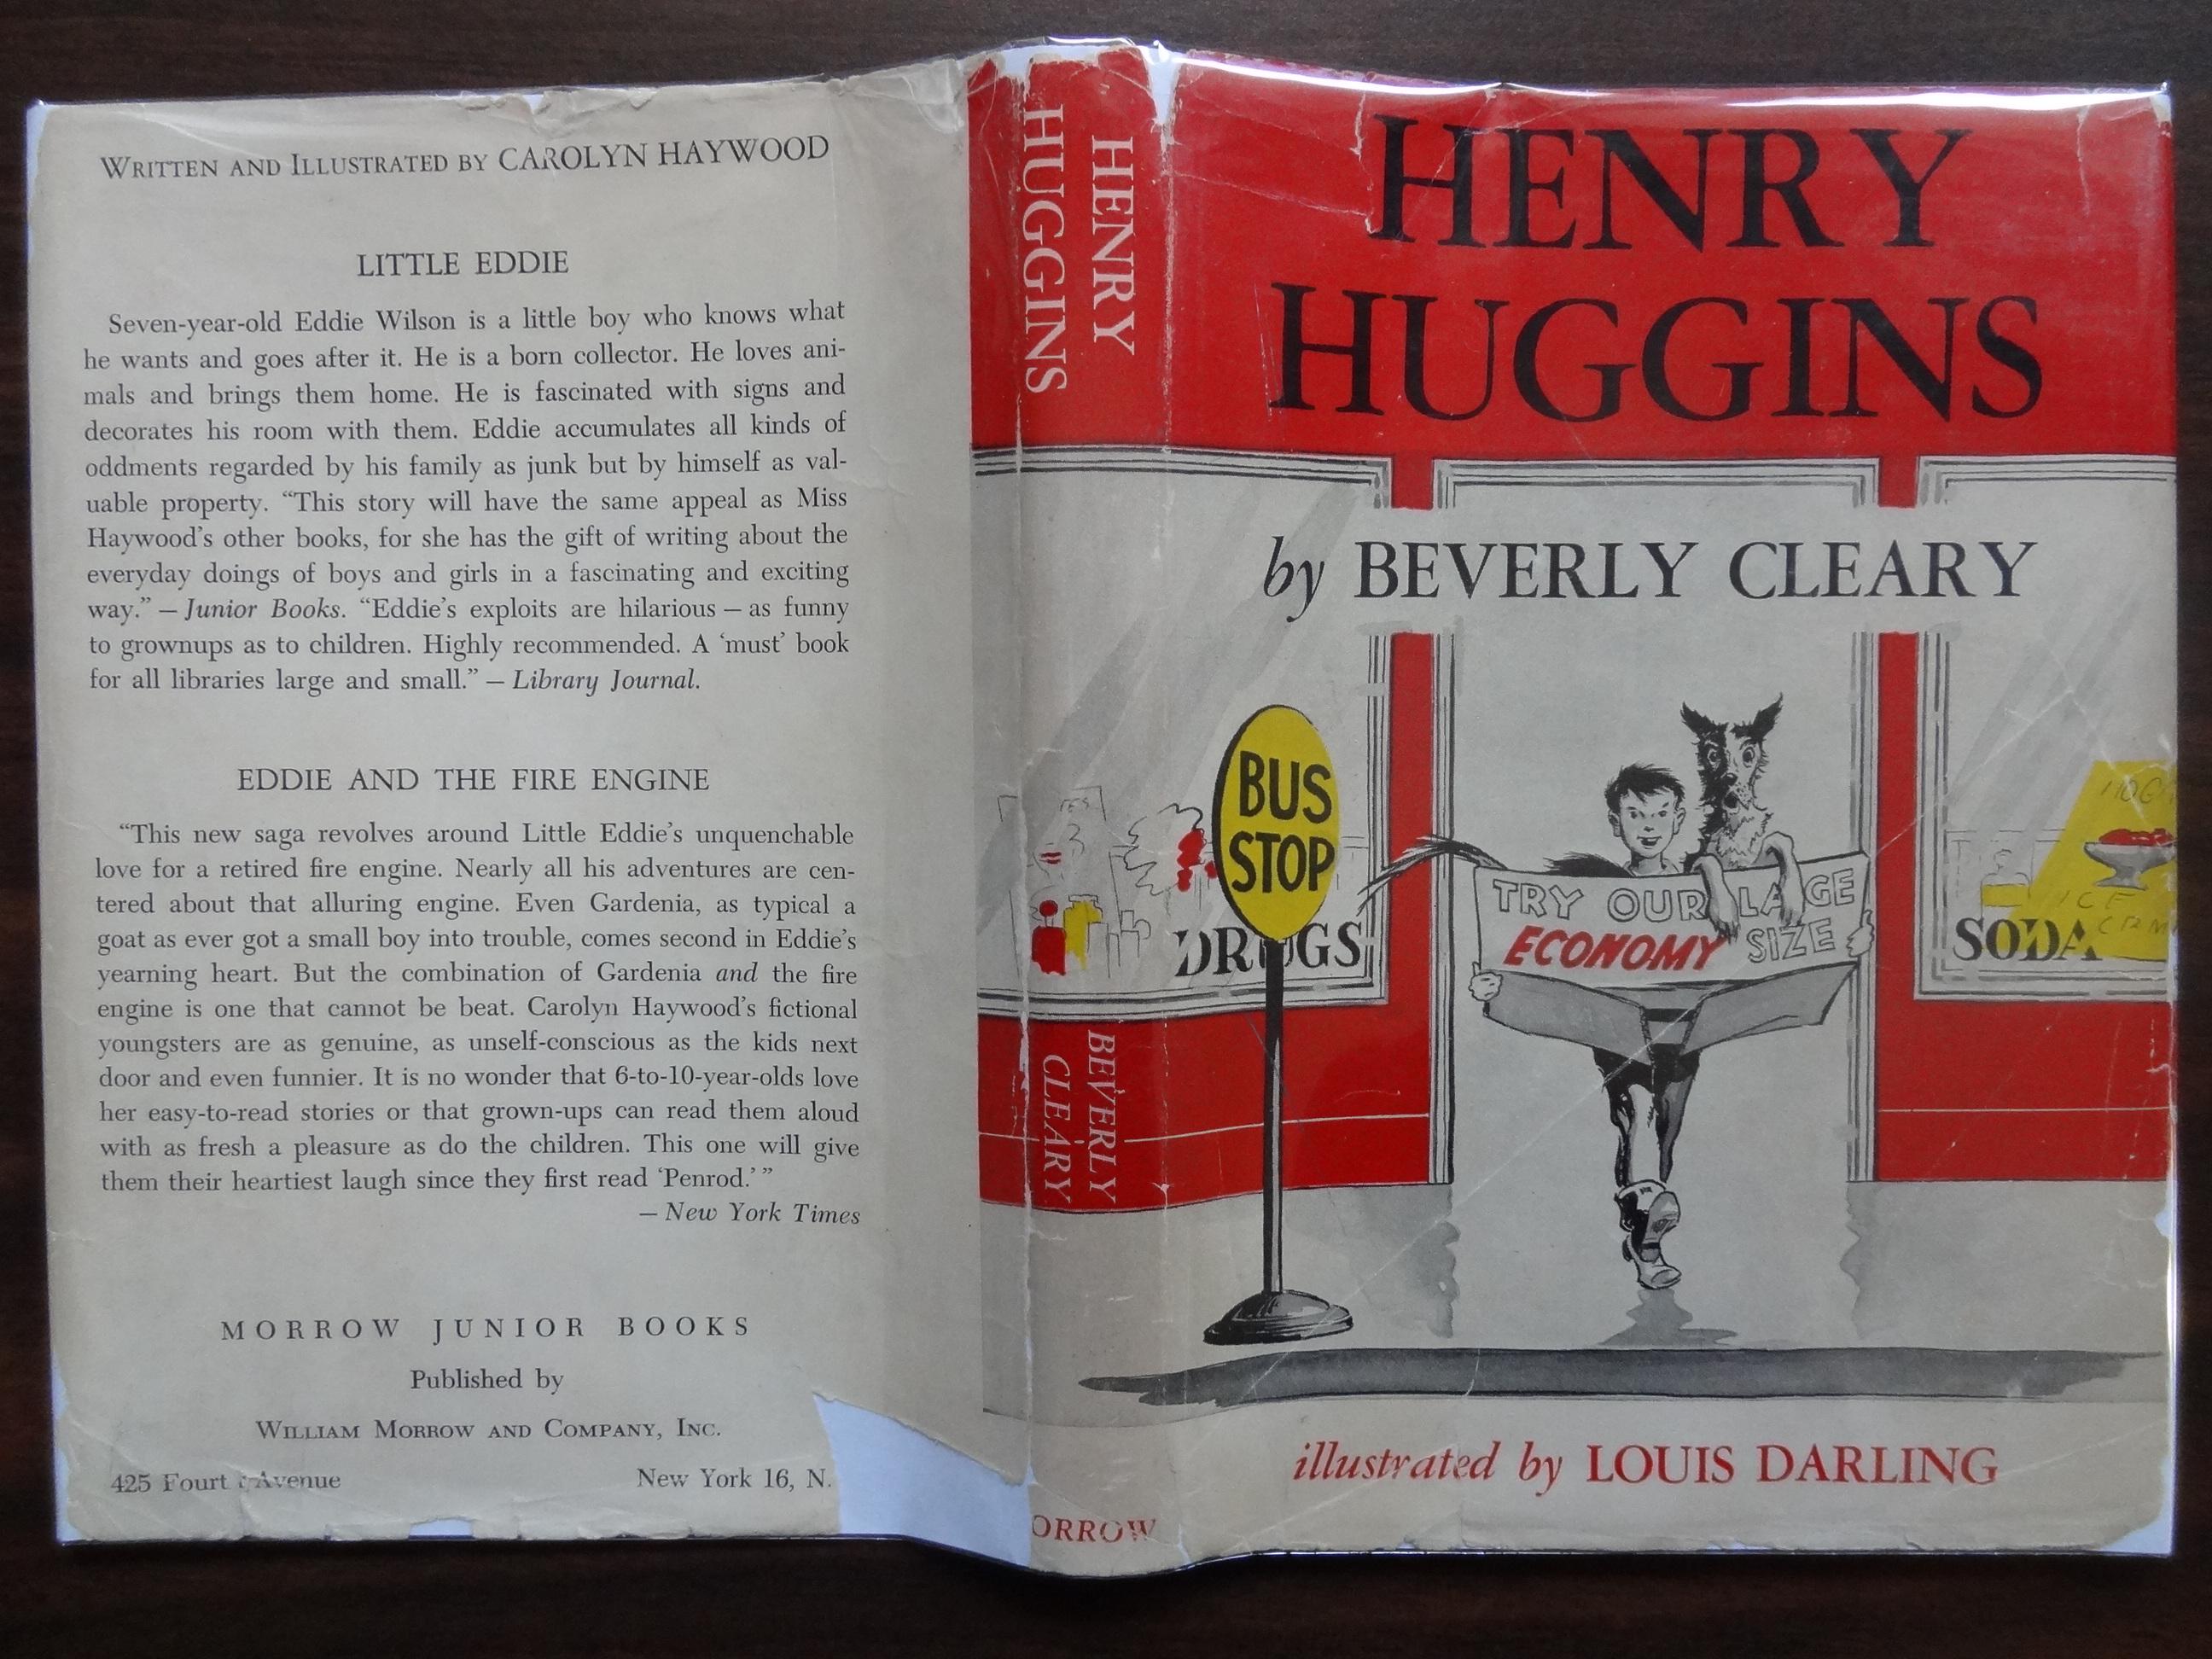 WRITTEN AND ILLUSTRATED BY CAROLYN HAYWOOD
LITTLE EDDIE
Seven-year-old Eddie Wilson is a little boy who knows what
he wants and goes after it. He is a born collector. He loves ani-
mals and brings them home. He is fascinated with signs and
decorates his room with them. Eddie accumulates all kinds of
oddments regarded by his family as junk but by himself as val-
uable property. “This story will have the same appeal as Miss
Haywood’s other books, for she has the gift of writing about the
everyday doings of boys and girls in a fascinating and exciting
way.” – Junior Books. “Eddie’s exploits are hilarious – as funny
to grownups as to children. Highly recommended. A ‘must’ book
for all libraries large and small.” – Library Journal.
EDDIE AND THE FIRE ENGINE
“This new saga revolves around Little Eddie’s unquenchable
love for a retired fire engine. Nearly all his adventures are cen-
tered about that alluring engine. Even Gardenia, as typical a
goat as ever got a small boy into trouble, comes second in Eddie’s
yearning heart. But the combination of Gardenia and the fire
engine is one that cannot be beat. Carolyn Haywood’s fictional
youngsters are as genuine, as unself-conscious as the kids next
door and even funnier. It is no wonder that 6-to-10-year-olds love
her easy-to-read stories or that grown-ups can read them aloud
with as fresh a pleasure as do the children. This one will give
them their heartiest laugh since they first read ‘Penrod.’ ”
– New York Times
MORROW JUNIOR BOOKS
Published by
WILLIAM MORROW AND COMPANY, INC.
425 Fourt Avenue New York 16, N.
HENRY
HUGGINS
BEVERLY
CLEARY
ORROW
HENRY
HUGGINS
by BEVERLY CLEARY
BUS
STOP
DRUGS
TRY OUR LA GE
ECONOMY SIZE
ICE
SODA
illustrated by LOUIS DARLING